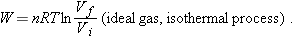 W = nRT ln V_f/V_i (ideal gas, isothermal process) .